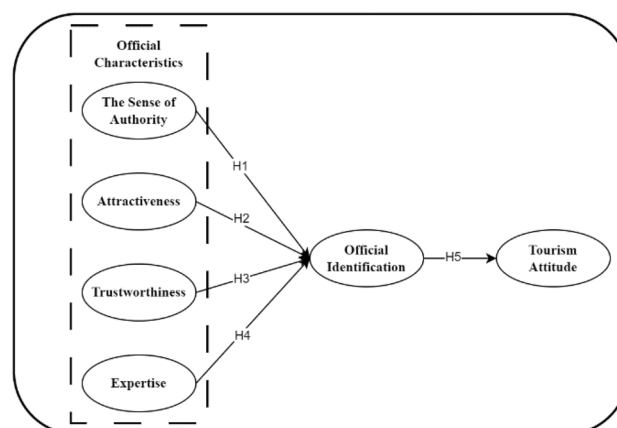 Official
Characteristics
The Sense of
Authority
H1
Attractiveness
H2
Official
Identification
H5
Tourism
Attitude
Trustworthiness
H3
H4
Expertise